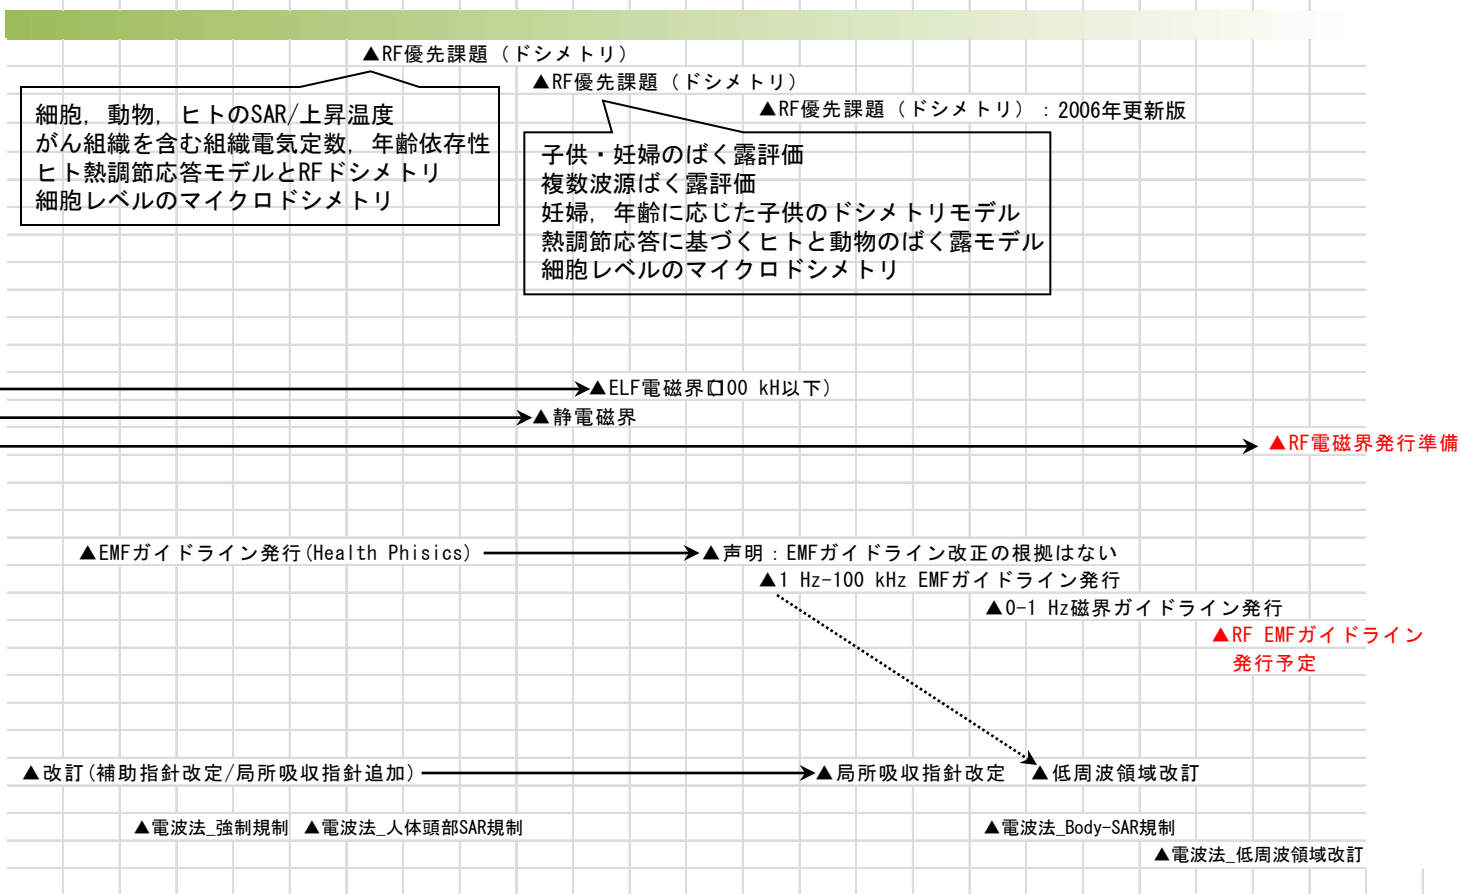 ▲RF優先課題（ドシメトリ）
▲RF優先課題（ドシメトリ）
▲RF優先課題（ドシメトリ）：2006年更新版
細胞，動物，ヒトのSAR/上昇温度
がん組織を含む組織電気定数，年齢依存性
ヒト熱調節応答モデルとRFドシメトリ
細胞レベルのマイクロドシメトリ
子供・妊婦のばく露評価
複数波源ばく露評価
妊婦，年齢に応じた子供のドシメトリモデル
熱調節応答に基づくヒトと動物のばく露モデル
細胞レベルのマイクロドシメトリ
▲ELF電磁界（100 kH以下）
▲静電磁界
▲RF電磁界発行準備
▲EMFガイドライン発行(Health Phisics)
▲声明：EMFガイドライン改正の根拠はない
▲1 Hz-100 kHz EMFガイドライン発行
▲0-1 Hz磁界ガイドライン発行
▲RF EMFガイドライン
発行予定
▲改訂(補助指針改定/局所吸収指針追加)
▲局所吸収指針改定
▲低周波領域改訂
▲電波法_強制規制
▲電波法_人体頭部SAR規制
▲電波法_Body-SAR規制
▲電波法_低周波領域改訂